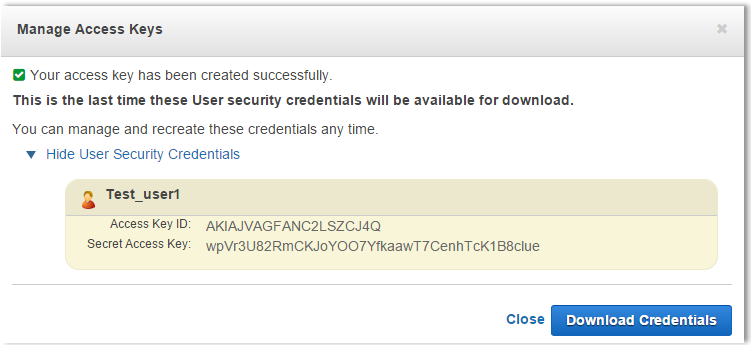 Manage Access Keys
Your access key has been created successfully.
This is the last time these User security credentials will be available for download.
You can manage and recreate these credentials any time.
Hide User Security Credentials
Test_user1
Access Key ID: AKIAJVAGFANC2LSZCJ4Q
Secret Access Key: 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
Close Download Credentials